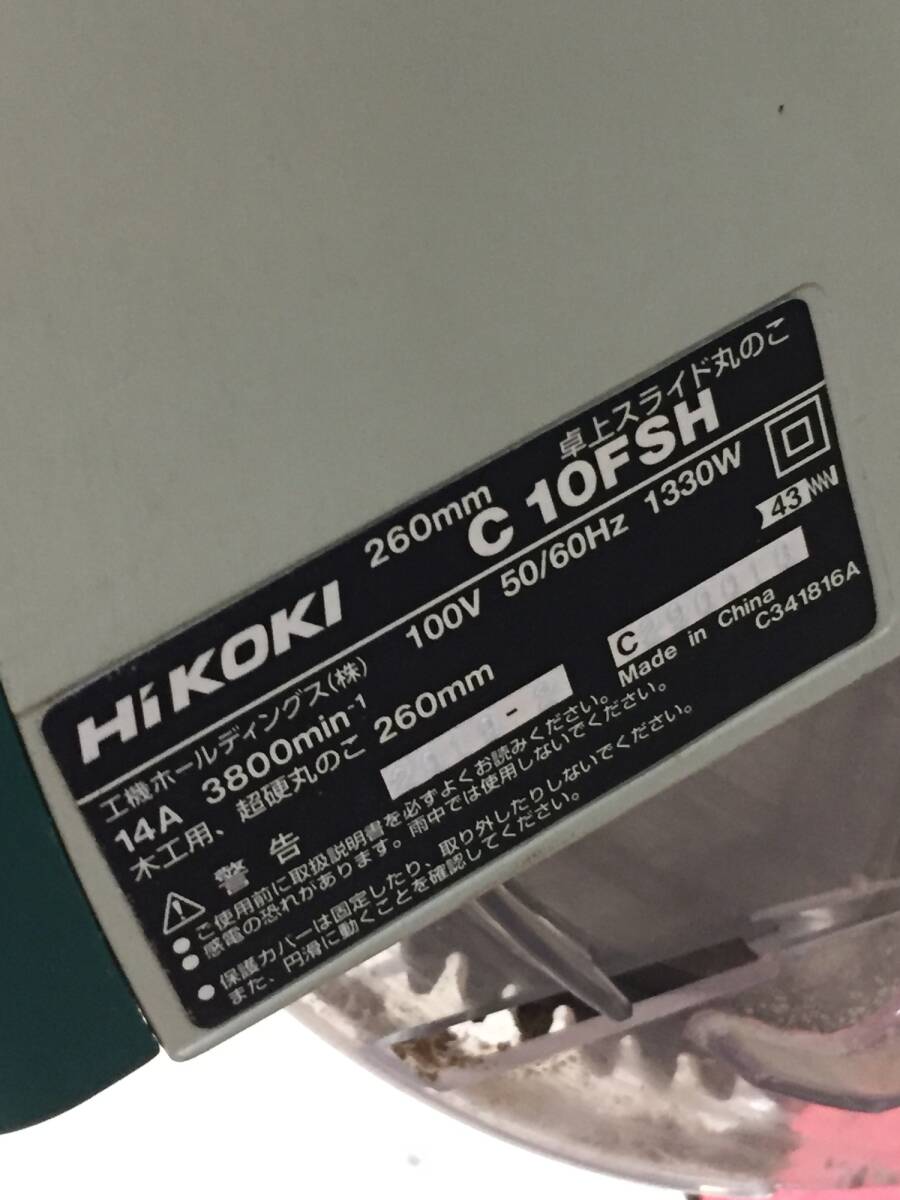 HiKOKI
260mm 卓上スライド丸のこ
C 10FSH
工機ホールディングス(株)
100V 50/60Hz 1330W
14A 3800min-1
木工用、超硬丸のこ 260mm
43
C
Made in China
C341816A
警告
ご使用前に取扱説明書を必ずよくお読みください。
感電の恐れがあります。雨中では使用しないでください。
保護カバーは固定したり、取り外したりしないでください。
また、円滑に動くことを確認してください。